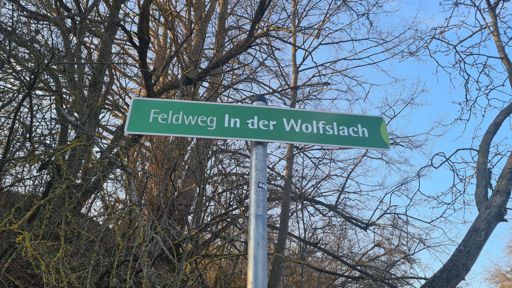 Feldweg In der Wolfslach